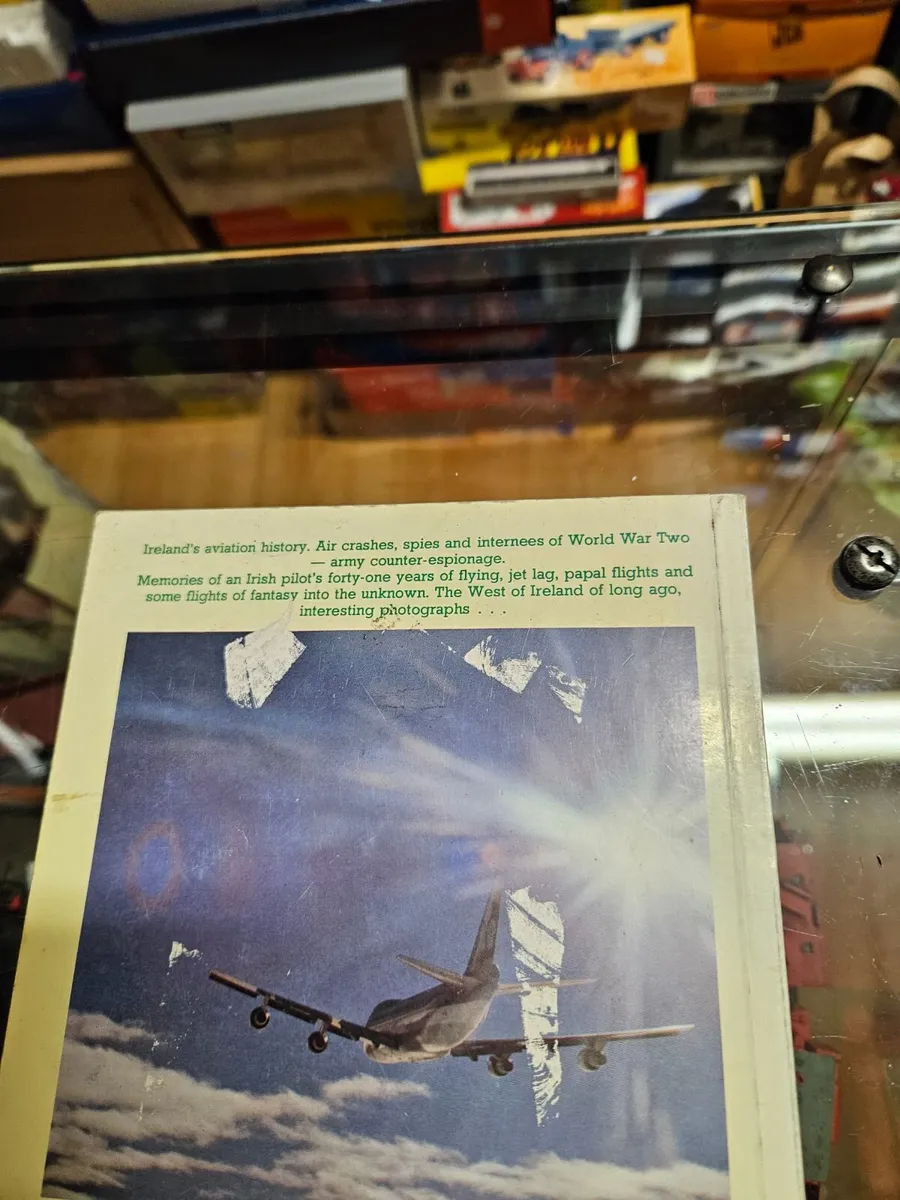 JCB
Ireland's aviation history. Air crashes, spies and internees of World War Two
— army counter-espionage.
Memories of an Irish pilot's forty-one years of flying, jet lag, papal flights and
some flights of fantasy into the unknown. The West of Ireland of long ago,
interesting photographs . . .